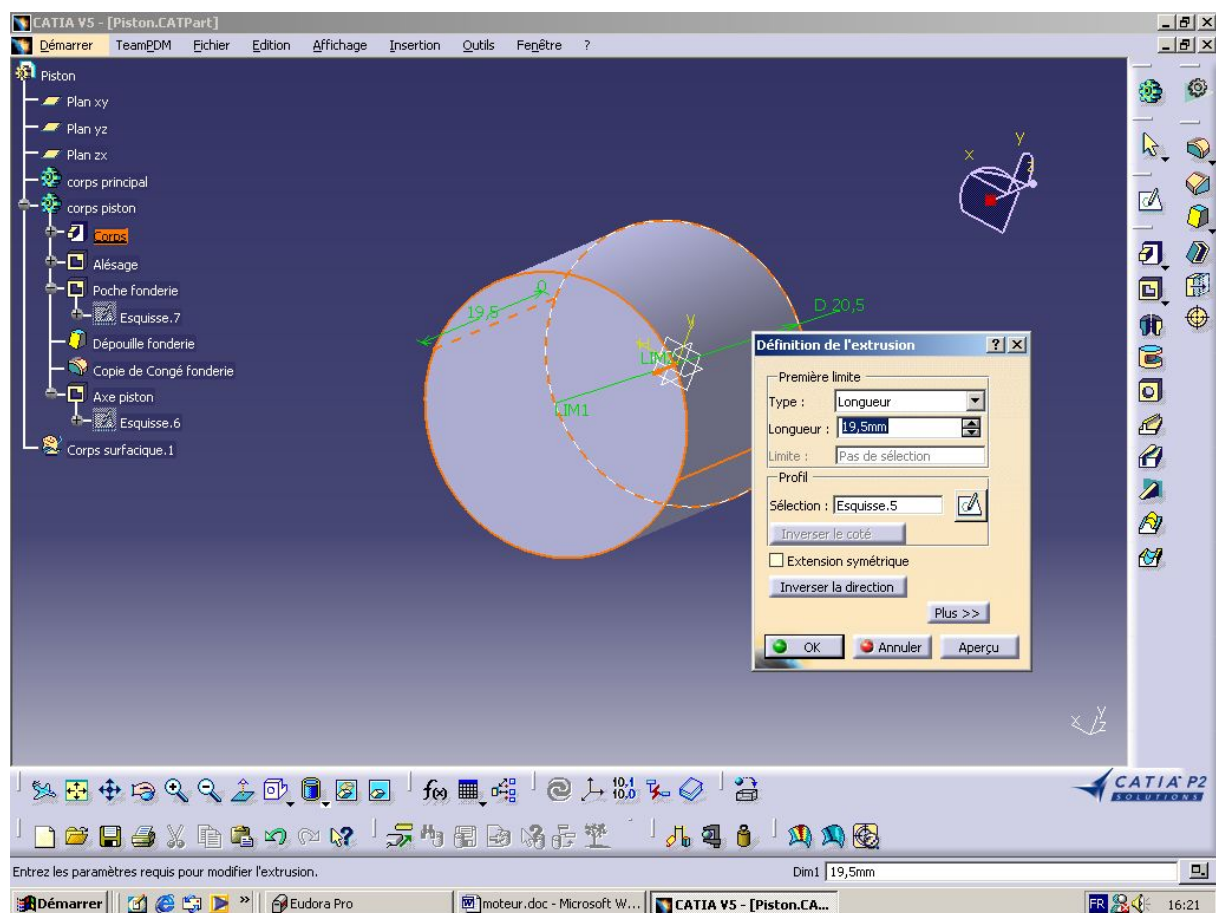 CATIA V5 - [Piston.CATPart]
Démarrer TeamPDM Fichier Edition Affichage Insertion Outils Fenêtre ?
Piston
Plan xy
Plan yz
Plan zx
corps principal
corps piston
Corps
Alésage
Poche fonderie
Esquisse.7
Dépouille fonderie
Copie de Congé fonderie
Axe piston
Esquisse.6
Corps surfacique.1
x y z
0
19,5
D 20,5
y
LIM2
LIM1
Définition de l'extrusion
Première limite
Type : Longueur
Longueur : 19,5mm
Limite : Pas de sélection
Profil
Sélection : Esquisse.5
Inverser le coté
Extension symétrique
Inverser la direction
Plus >>
OK Annuler Aperçu
x y z
f(x)
10.1
10.0
CATIA P2
SOLUTIONS
Entrez les paramètres requis pour modifier l'extrusion.
Dim1 19,5mm
Démarrer » Eudora Pro moteur.doc - Microsoft W... CATIA V5 - [Piston.CA... FR 16:21